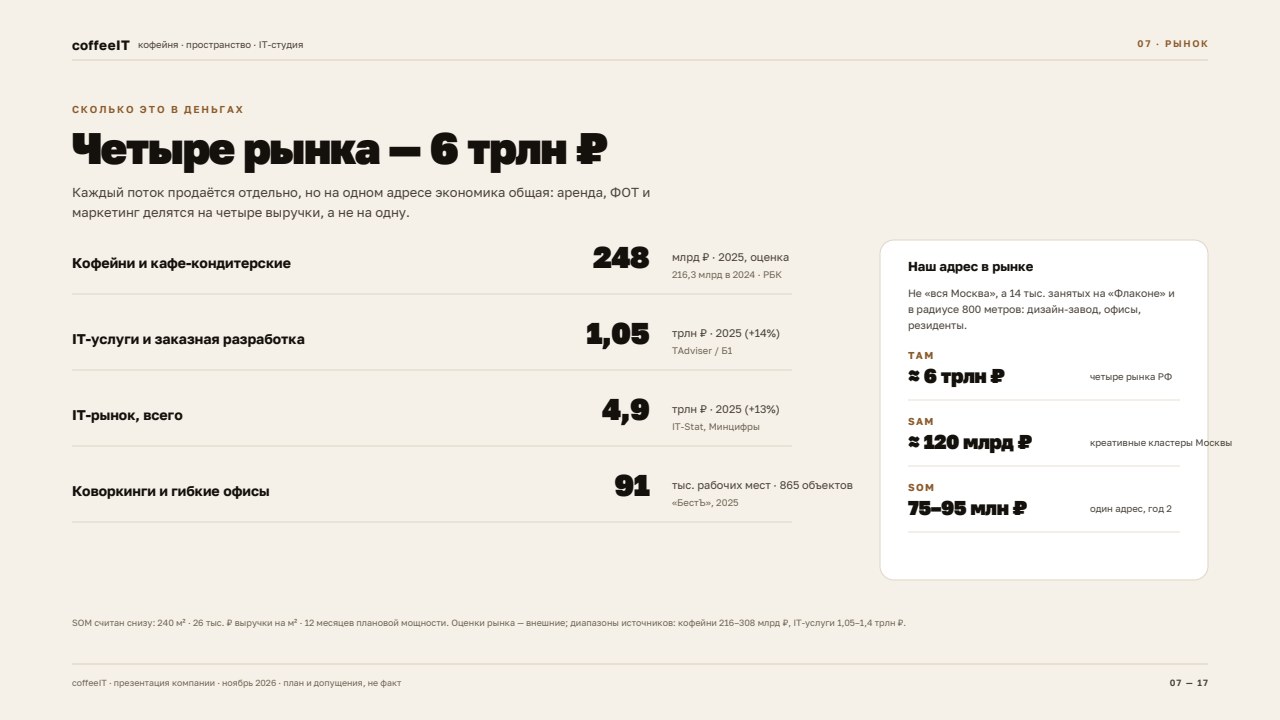 coffeeIT кофейня · пространство · IT-студия
07 · РЫНОК
СКОЛЬКО ЭТО В ДЕНЬГАХ
Четыре рынка — 6 трлн ₽
Каждый поток продаётся отдельно, но на одном адресе экономика общая: аренда, ФОТ и
маркетинг делятся на четыре выручки, а не на одну.
Кофейни и кафе-кондитерские
248
млрд ₽ · 2025, оценка
216,3 млрд в 2024 · РБК
IT-услуги и заказная разработка
1,05
трлн ₽ · 2025 (+14%)
TAdviser / Б1
IT-рынок, всего
4,9
трлн ₽ · 2025 (+13%)
IT-Stat, Минцифры
Коворкинги и гибкие офисы
91
тыс. рабочих мест · 865 объектов
«БестЪ», 2025
Наш адрес в рынке
Не «вся Москва», а 14 тыс. занятых на «Флаконе» и
в радиусе 800 метров: дизайн-завод, офисы,
резиденты.
TAM
≈ 6 трлн ₽
четыре рынка РФ
SAM
≈ 120 млрд ₽
креативные кластеры Москвы
SOM
75–95 млн ₽
один адрес, год 2
SOM считан снизу: 240 м² · 26 тыс. ₽ выручки на м² · 12 месяцев плановой мощности. Оценки рынка — внешние; диапазоны источников: кофейни 216–308 млрд ₽, IT-услуги 1,05–1,4 трлн ₽.
coffeeIT · презентация компании · ноябрь 2026 · план и допущения, не факт
07 — 17